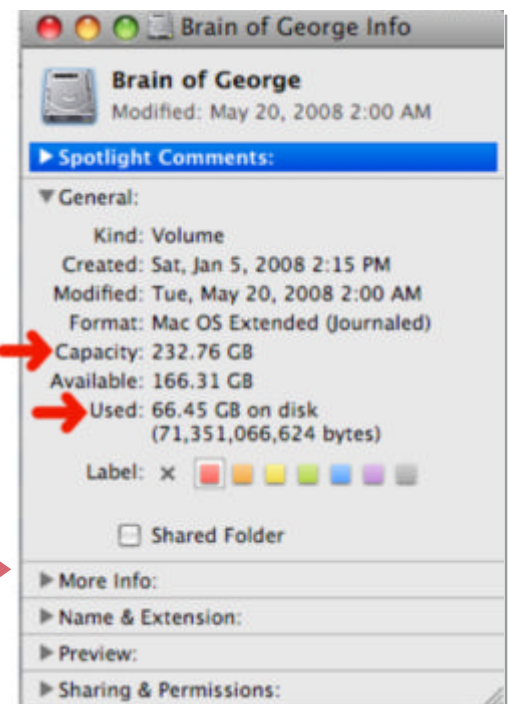 Brain of George Info
Brain of George
Modified: May 20, 2008 2:00 AM
Spotlight Comments:
General:
Kind: Volume
Created: Sat, Jan 5, 2008 2:15 PM
Modified: Tue, May 20, 2008 2:00 AM
Format: Mac OS Extended (Journaled)
Capacity: 232.76 GB
Available: 166.31 GB
Used: 66.45 GB on disk
(71,351,066,624 bytes)
Label: ×
Shared Folder
More Info:
Name & Extension:
Preview:
Sharing & Permissions: